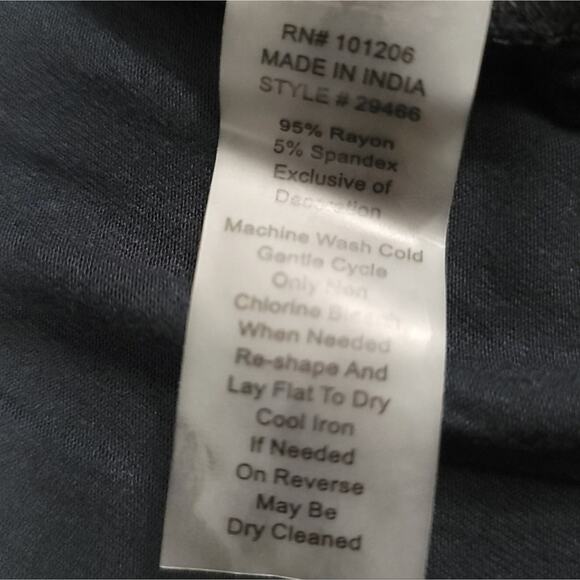 RN# 101206
MADE IN INDIA
STYLE # 29466
95% Rayon
5% Spandex
Exclusive of
Decoration
Machine Wash Cold
Gentle Cycle
Only Non
Chlorine Bleach
When Needed
Re-shape And
Lay Flat To Dry
Cool Iron
If Needed
On Reverse
May Be
Dry Cleaned